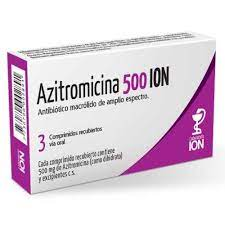 Azitromicina 500 ION
Antibiótico macrólido de amplio espectro.
3 Comprimidos recubiertos
vía oral
Cada comprimido recubierto contiene
500 mg de Azitromicina (como dihidrato)
y excipientes c.s.
ION